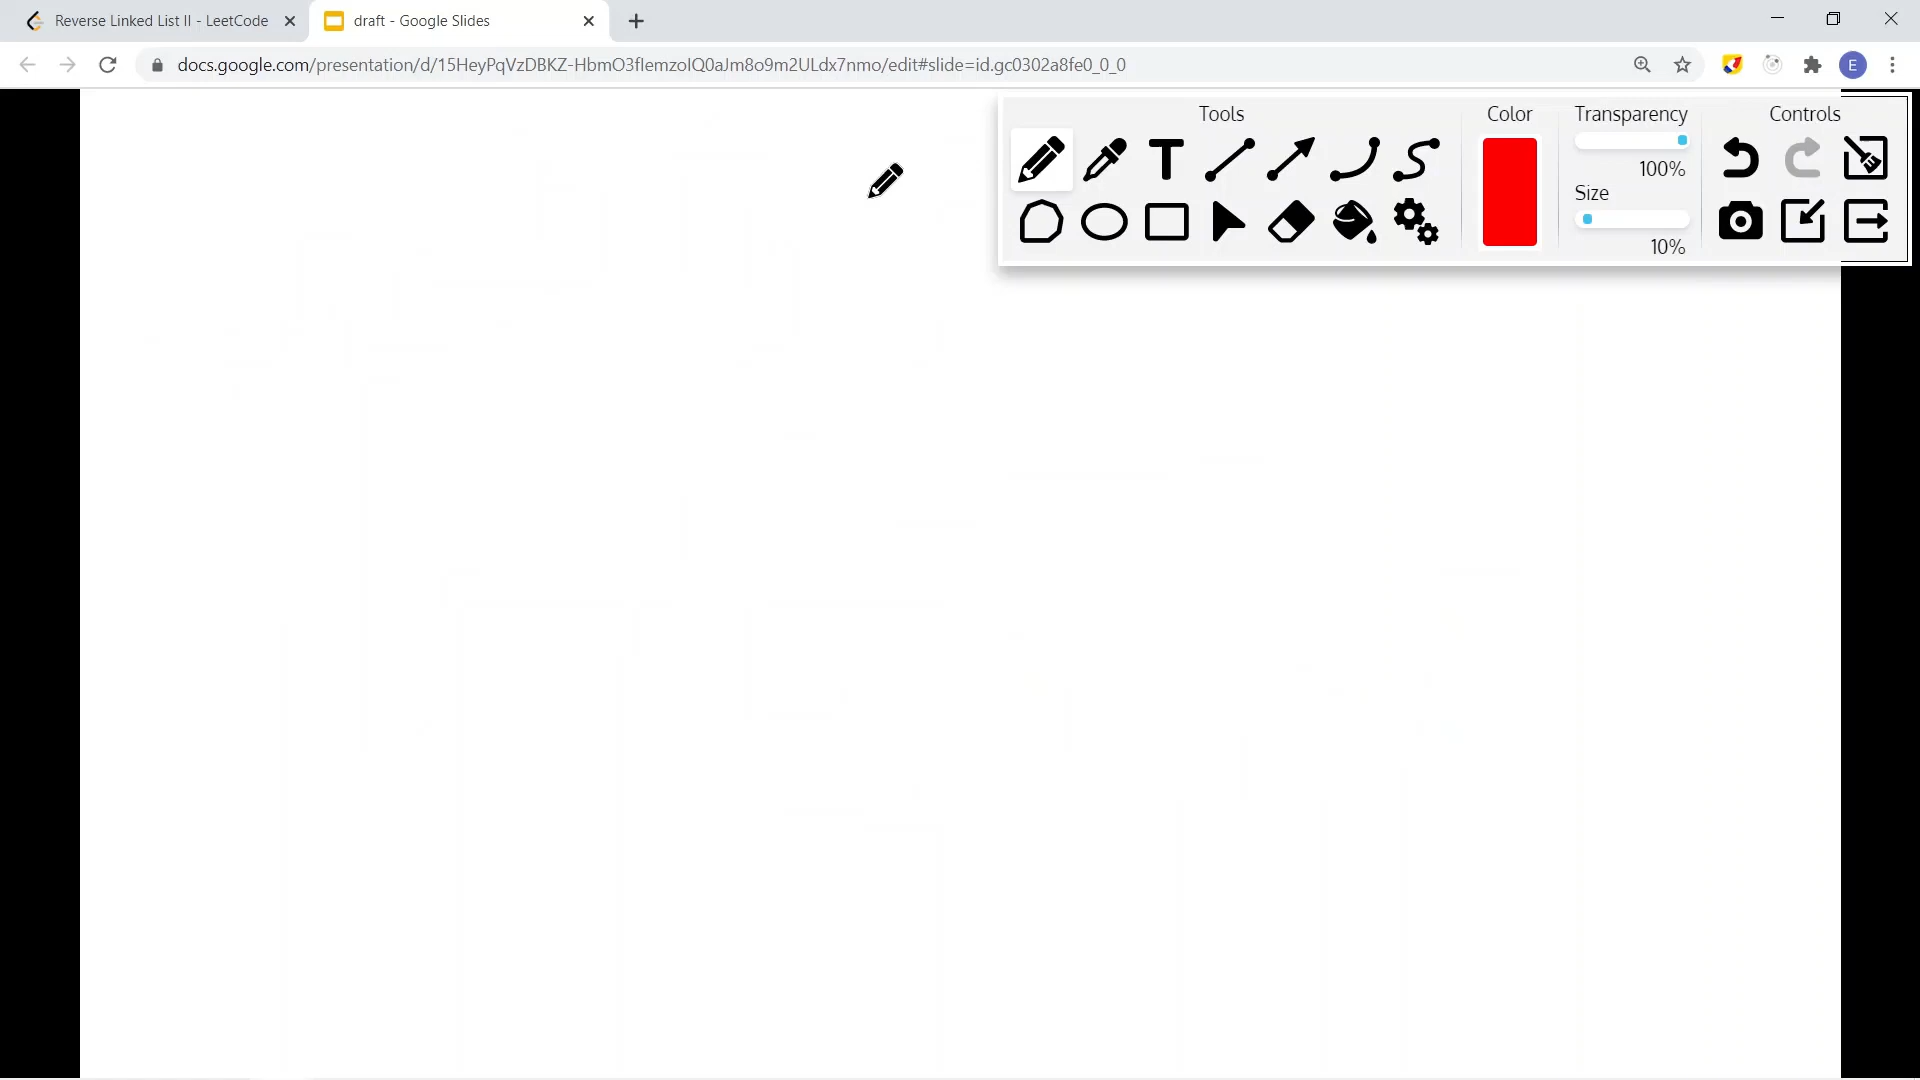 Reverse Linked List II - LeetCode
draft - Google Slides
docs.google.com/presentation/d/15HeyPqVzDBKZ-HbmO3fIemzoIQ0aJm8o9m2ULdx7nmo/edit#slide=id.gc0302a8fe0_0_0
E
Tools
Color
Transparency
Controls
100%
Size
10%